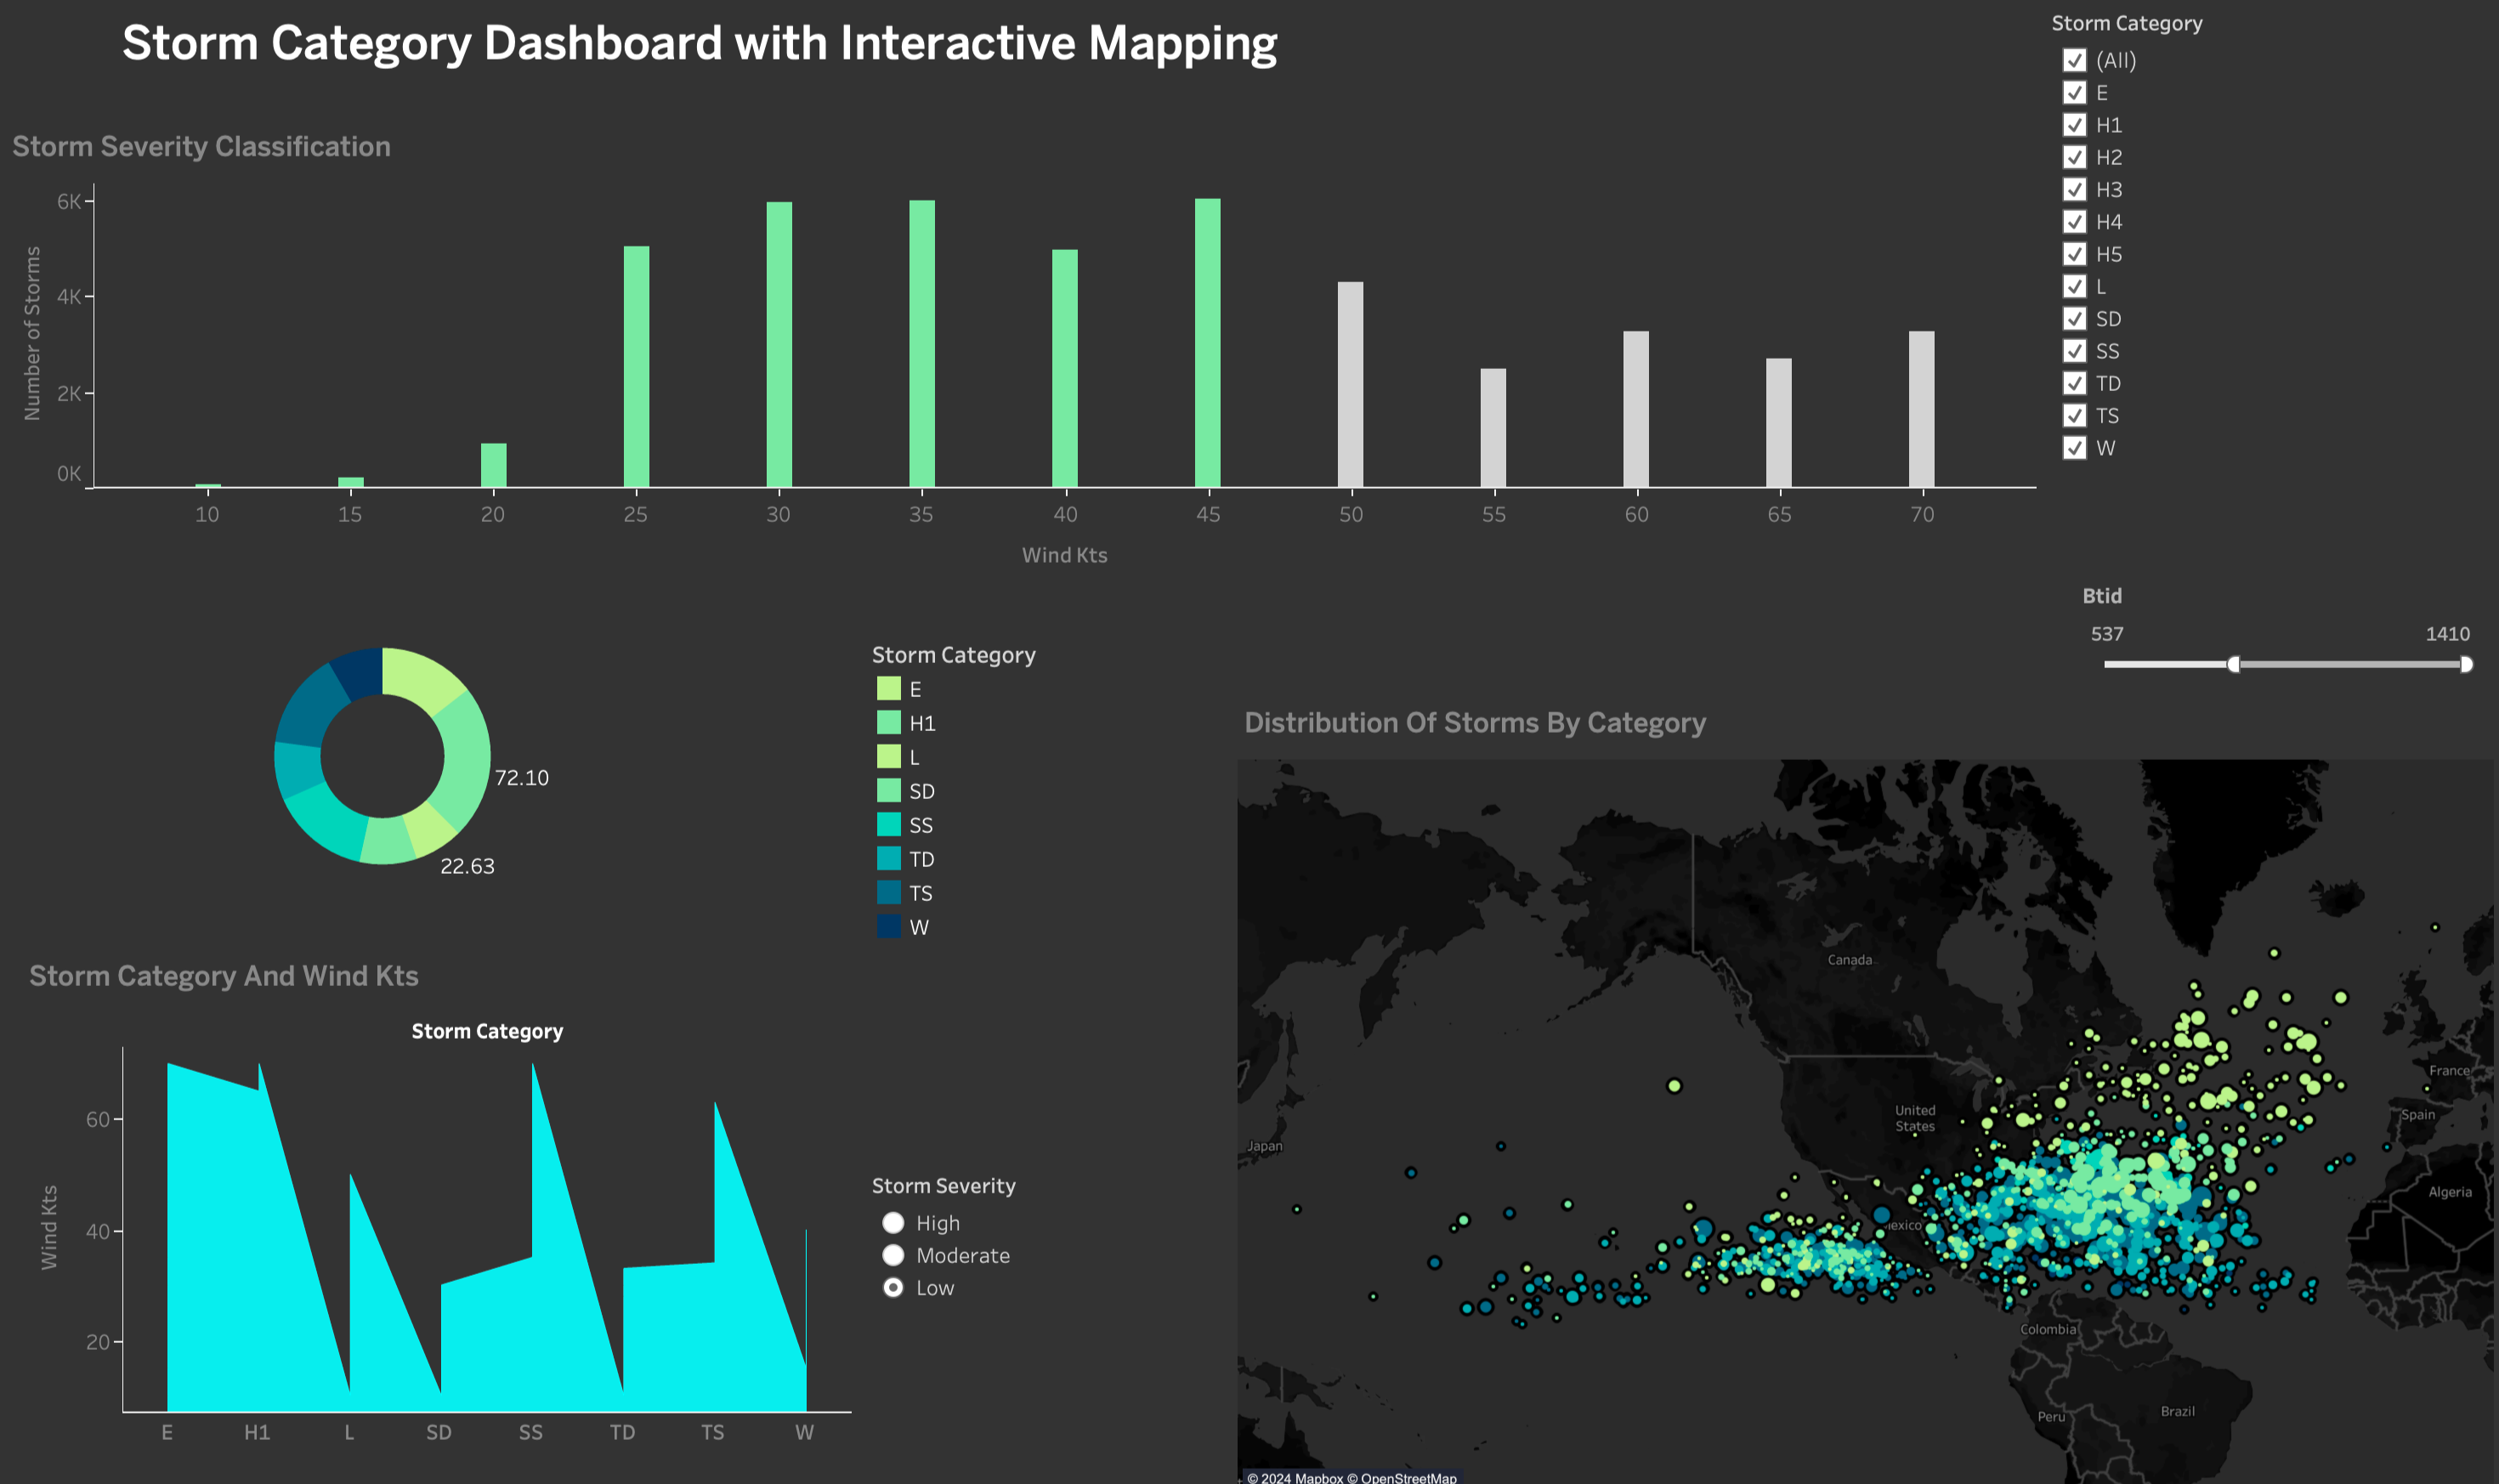 Storm Category Dashboard with Interactive Mapping
Storm Category
(All)
E
H1
H2
H3
H4
H5
L
SD
SS
TD
TS
W
Storm Severity Classification
Number of Storms
6K
4K
2K
0K
10 15 20 25 30 35 40 45 50 55 60 65 70
Wind Kts
Btid
537 1410
72.10
22.63
Storm Category
E
H1
L
SD
SS
TD
TS
W
Storm Category And Wind Kts
Storm Category
Wind Kts
60
40
20
E H1 L SD SS TD TS W
Storm Severity
High
Moderate
Low
Distribution Of Storms By Category
Canada
France
United
States
Spain
Japan
Algeria
exico
Colombia
Peru
Brazil
© 2024 Mapbox © OpenStreetMap